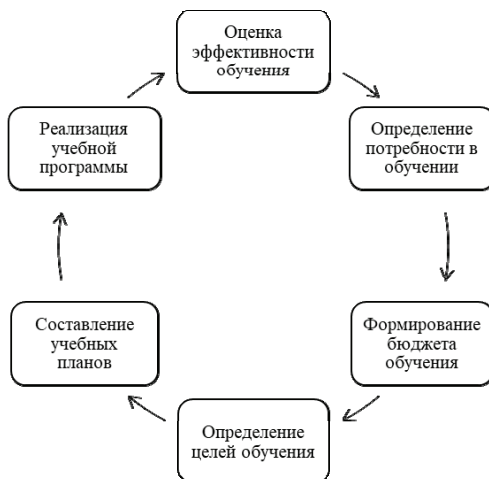 Оценка
эффективности
обучения
Определение
потребности в
обучении
Формирование
бюджета
обучения
Определение
целей обучения
Составление
учебных
планов
Реализация
учебной
программы